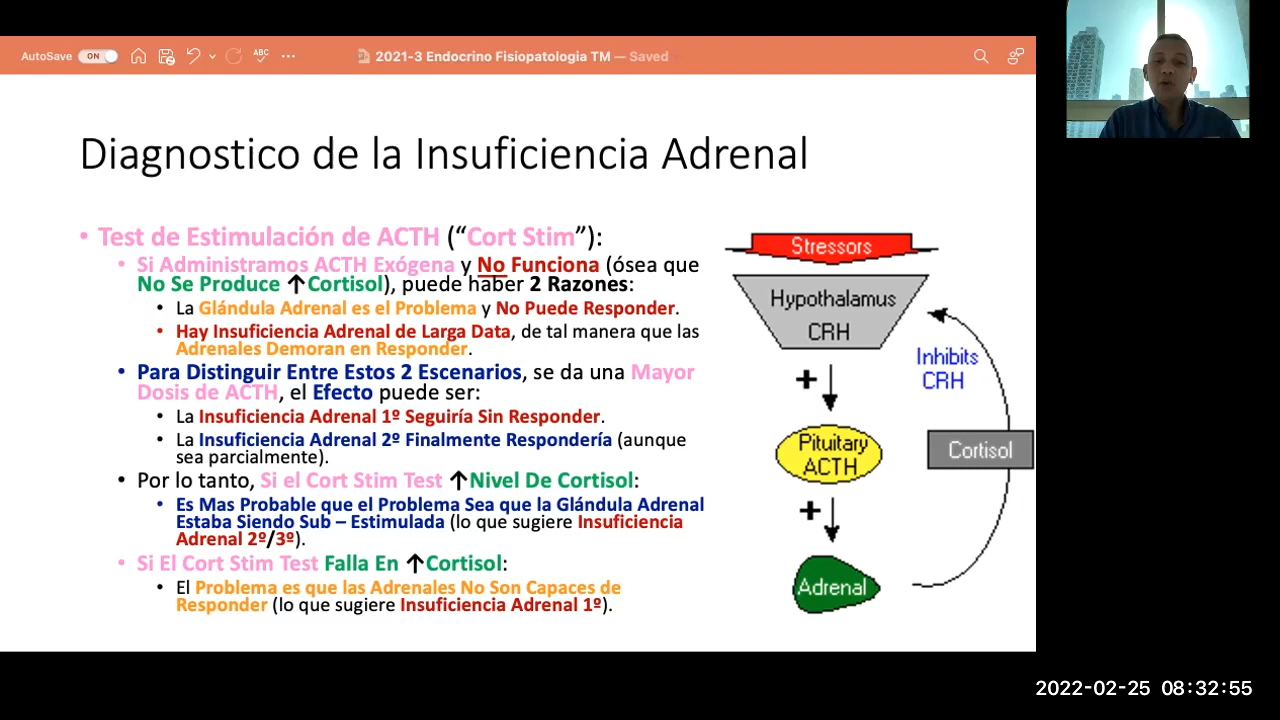 AutoSave ON ABC ... 2021-3 Endocrino Fisiopatologia TM — Saved
Diagnostico de la Insuficiencia Adrenal
• Test de Estimulación de ACTH (“Cort Stim”):
• Si Administramos ACTH Exógena y No Funciona (ósea que
No Se Produce ↑Cortisol), puede haber 2 Razones:
• La Glándula Adrenal es el Problema y No Puede Responder.
• Hay Insuficiencia Adrenal de Larga Data, de tal manera que las
Adrenales Demoran en Responder.
• Para Distinguir Entre Estos 2 Escenarios, se da una Mayor
Dosis de ACTH, el Efecto puede ser:
• La Insuficiencia Adrenal 1º Seguiría Sin Responder.
• La Insuficiencia Adrenal 2º Finalmente Respondería (aunque
sea parcialmente).
• Por lo tanto, Si el Cort Stim Test ↑Nivel De Cortisol:
• Es Mas Probable que el Problema Sea que la Glándula Adrenal
Estaba Siendo Sub – Estimulada (lo que sugiere Insuficiencia
Adrenal 2º/3º).
• Si El Cort Stim Test Falla En ↑Cortisol:
• El Problema es que las Adrenales No Son Capaces de
Responder (lo que sugiere Insuficiencia Adrenal 1º).
Stressors
Hypothalamus
CRH
+
Inhibits
CRH
Pituitary
ACTH
Cortisol
+
Adrenal
2022-02-25 08:32:55